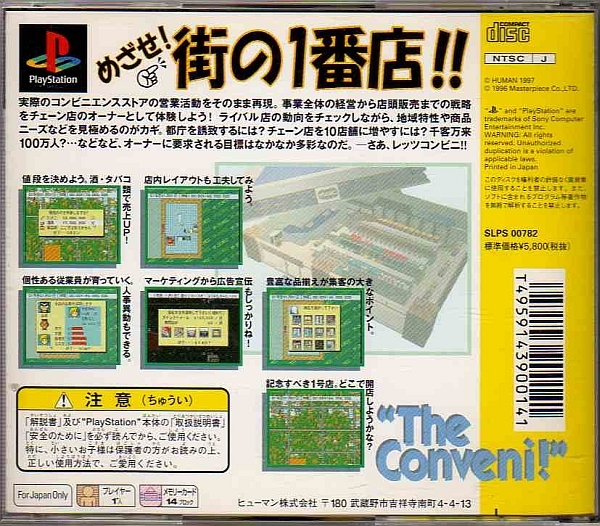 PlayStation
めざせ!
街の1番店!!
COMPACT
disc
NTSC J
© HUMAN 1997
© 1996 Masterpiece Co.,LTD.
実際のコンビニエンスストアの営業活動をそのまま再現。事業全体の経営から店頭販売までの戦略
をチェーン店のオーナーとして体験しよう! ライバル店の動向をチェックしながら、地域特性や商品
ニーズなどを見極めるのがカギ。都庁を誘致するには?チェーン店を10店舗に増やすには?千客万来
100万人?…などなど、オーナーに要求される目標はなかなか多彩なのだ。―さあ、レッツコンビニ!!
" " and "PlayStation" are
trademarks of Sony Computer
Entertainment Inc.
WARNING: All rights
reserved. Unauthorized
duplication is a violation of
applicable laws.
Printed in Japan
SLPS 00782
標準価格¥5,800(税抜)
T4959143900141
値段を決めよう。酒・タバコ
類で売上UP!
店内レイアウトも工夫してみよう。
個性ある従業員が育っていく。
人事異動もできる。
マーケティングから広告宣伝
もしっかりね!
豊富な品揃えが集客の大き
なポイント。
記念すべき1号店。どこで開
店しようかな?
注意(ちゅうい)
「解説書」及び"PlayStation"本体の「取扱説明書」
「安全のために」を必ず読んでから、ご使用ください。
特に、小さいお子様は保護者の方がお読みの上、
正しい使用方法で、ご愛用ください。
"The
Conveni!"
For Japan Only
プレイヤー
1人
メモリーカード
14ブロック
ヒューマン株式会社 〒180 武蔵野市吉祥寺南町4-4-13